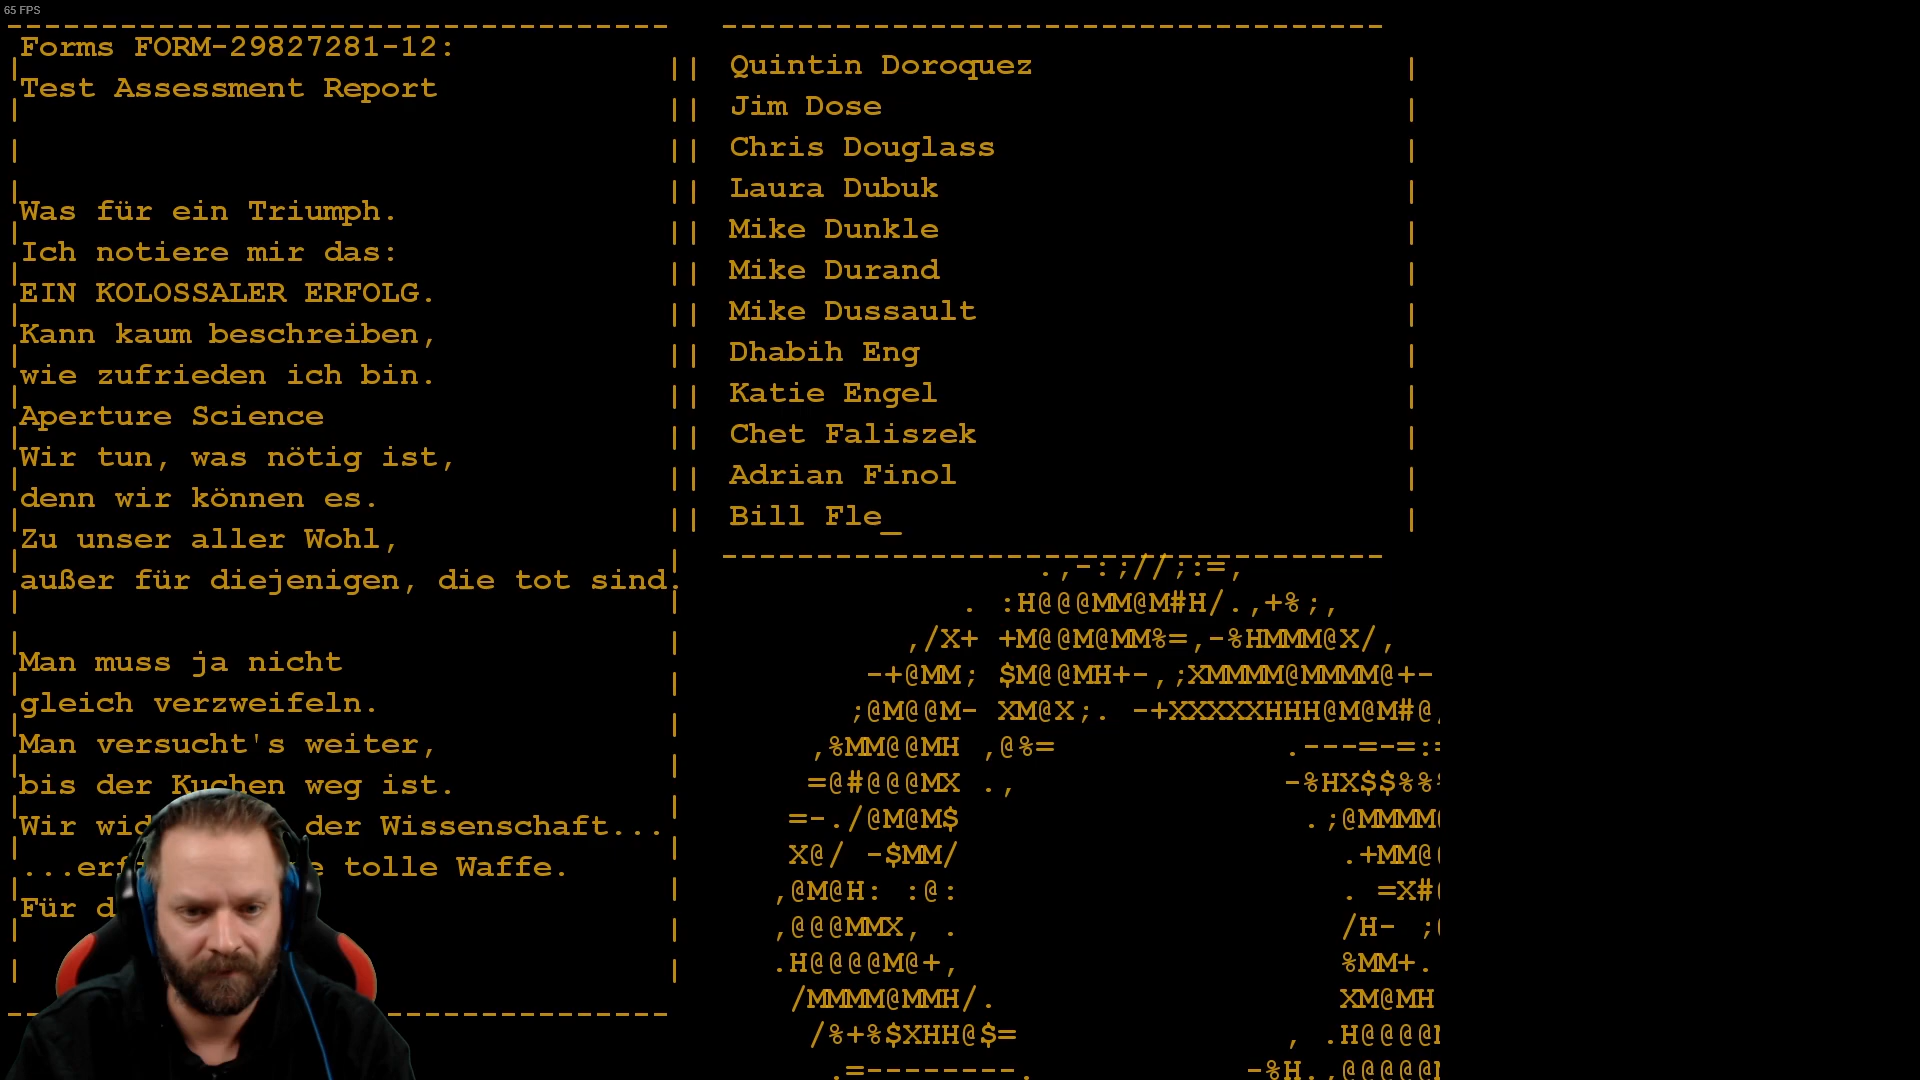 65 FPS
Forms FORM-29827281-12:
Test Assessment Report
Was für ein Triumph.
Ich notiere mir das:
EIN KOLOSSALER ERFOLG.
Kann kaum beschreiben,
wie zufrieden ich bin.
Aperture Science
Wir tun, was nötig ist,
denn wir können es.
Zu unser aller Wohl,
außer für diejenigen, die tot sind.
Man muss ja nicht
gleich verzweifeln.
Man versucht's weiter,
bis der Kuchen weg ist.
Wir der Wissenschaft...
tolle Waffe.
Für
Quintin Doroquez
Jim Dose
Chris Douglass
Laura Dubuk
Mike Dunkle
Mike Durand
Mike Dussault
Dhabih Eng
Katie Engel
Chet Faliszek
Adrian Finol
Bill Fle_